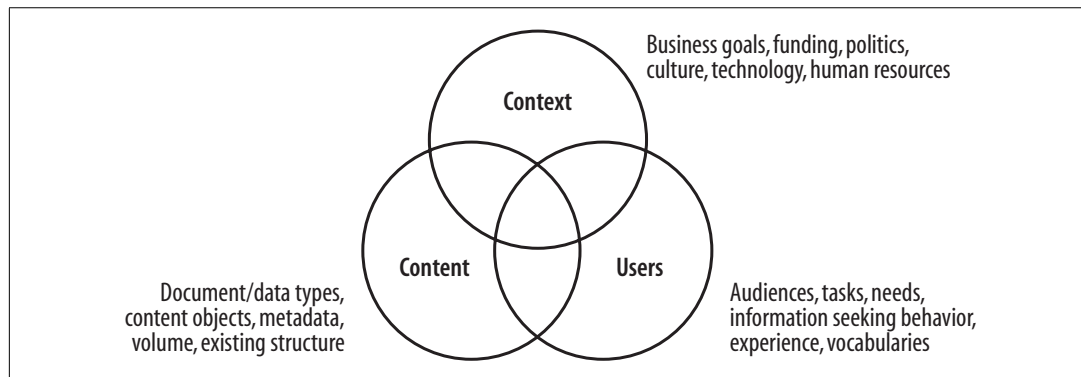 Business goals, funding, politics,
culture, technology, human resources
Context
Content
Users
Document/data types,
content objects, metadata,
volume, existing structure
Audiences, tasks, needs,
information seeking behavior,
experience, vocabularies